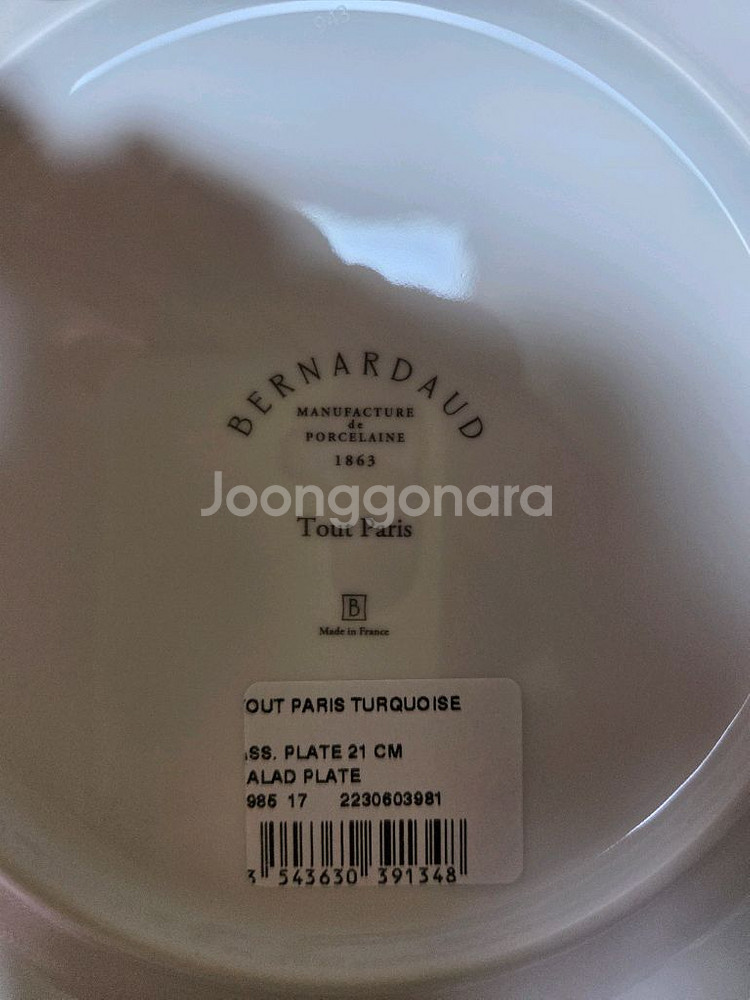 BERNARDAUD
MANUFACTURE
de
PORCELAINE
1863
Joonggonara
Tout Paris
B
Made in France
OUT PARIS TURQUOISE
SS. PLATE 21 CM
ALAD PLATE
985 17 2230603981
3 543630 391348